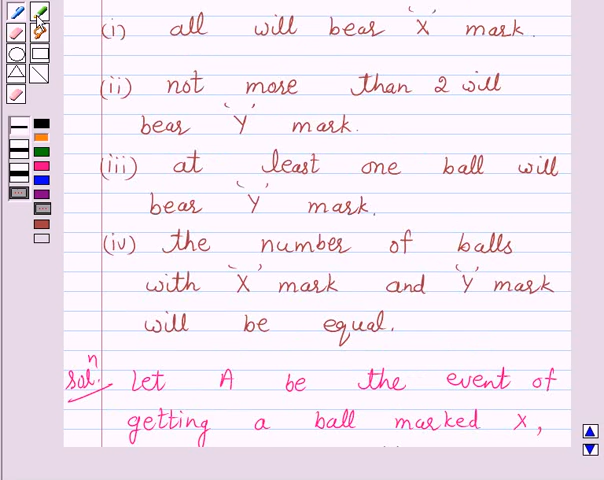 (i) all will bear 'X' mark.
(ii) not more than 2 will
bear 'Y' mark.
(iii) at least one ball will
bear 'Y' mark.
(iv) the number of balls
with 'X' mark and 'Y' mark
will be equal.
Solⁿ. Let A be the event of
getting a ball marked X,